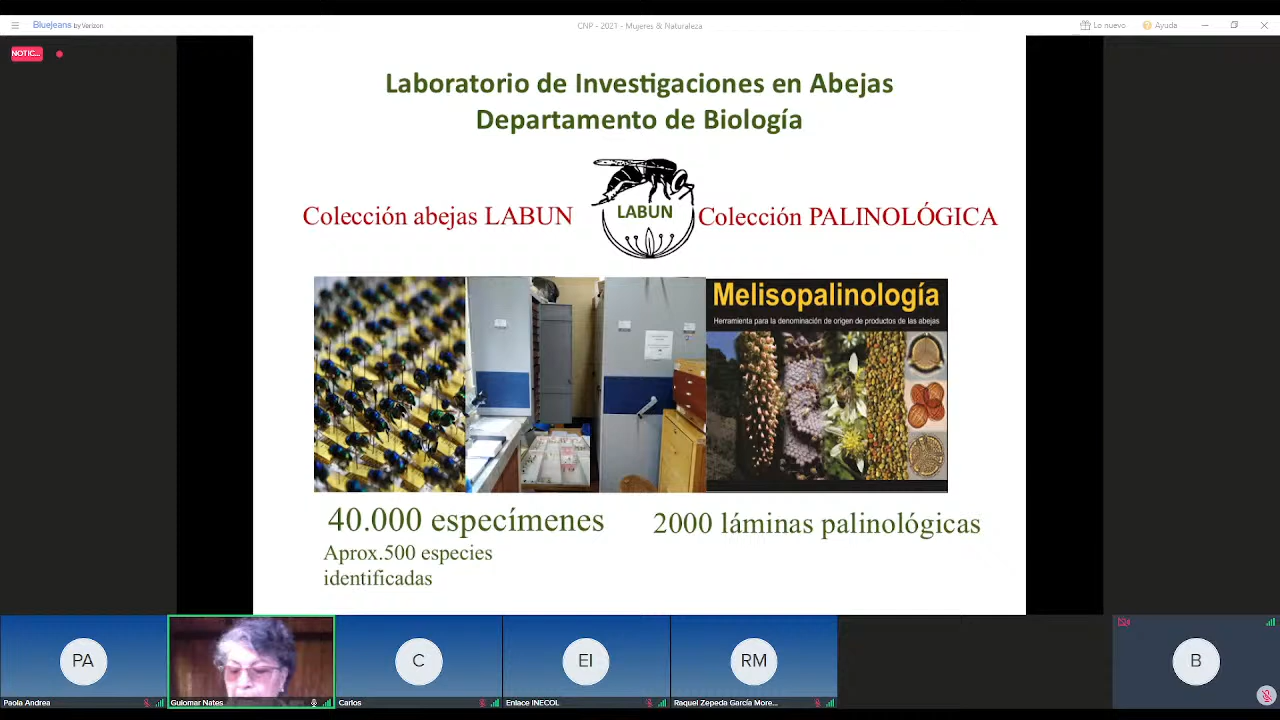 Bluejeans by Verizon
CNP - 2021 - Mujeres & Naturaleza
Lo nuevo
Ayuda
NOTIC...
Laboratorio de Investigaciones en Abejas
Departamento de Biología
Colección abejas LABUN
LABUN
Colección PALINOLÓGICA
Melisopalinología
Herramienta para la denominación de origen de productos de las abejas
40.000 especímenes
Aprox.500 especies
identificadas
2000 láminas palinológicas
PA
C
EI
RM
B
Paola Andrea
Guiomar Nates
Carlos
Enlace INECOL
Raquel Zepeda García More...